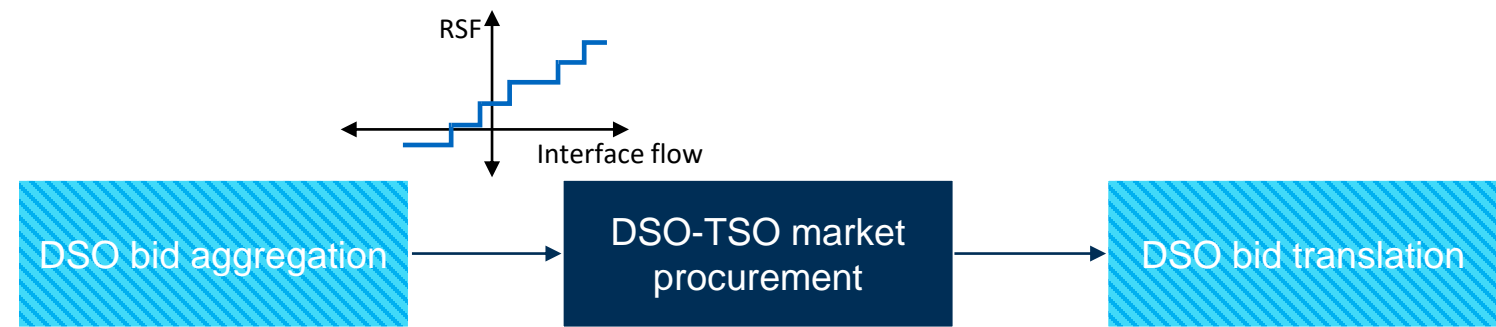 RSF
Interface flow
DSO bid aggregation
DSO-TSO market
procurement
DSO bid translation